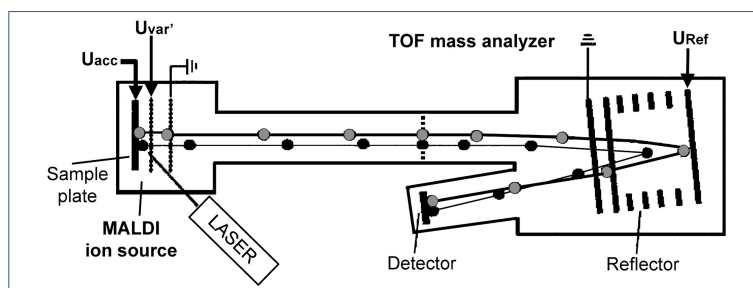 Uvar'
Uacc
TOF mass analyzer
URef
Sample
plate
MALDI
ion source
LASER
Detector
Reflector